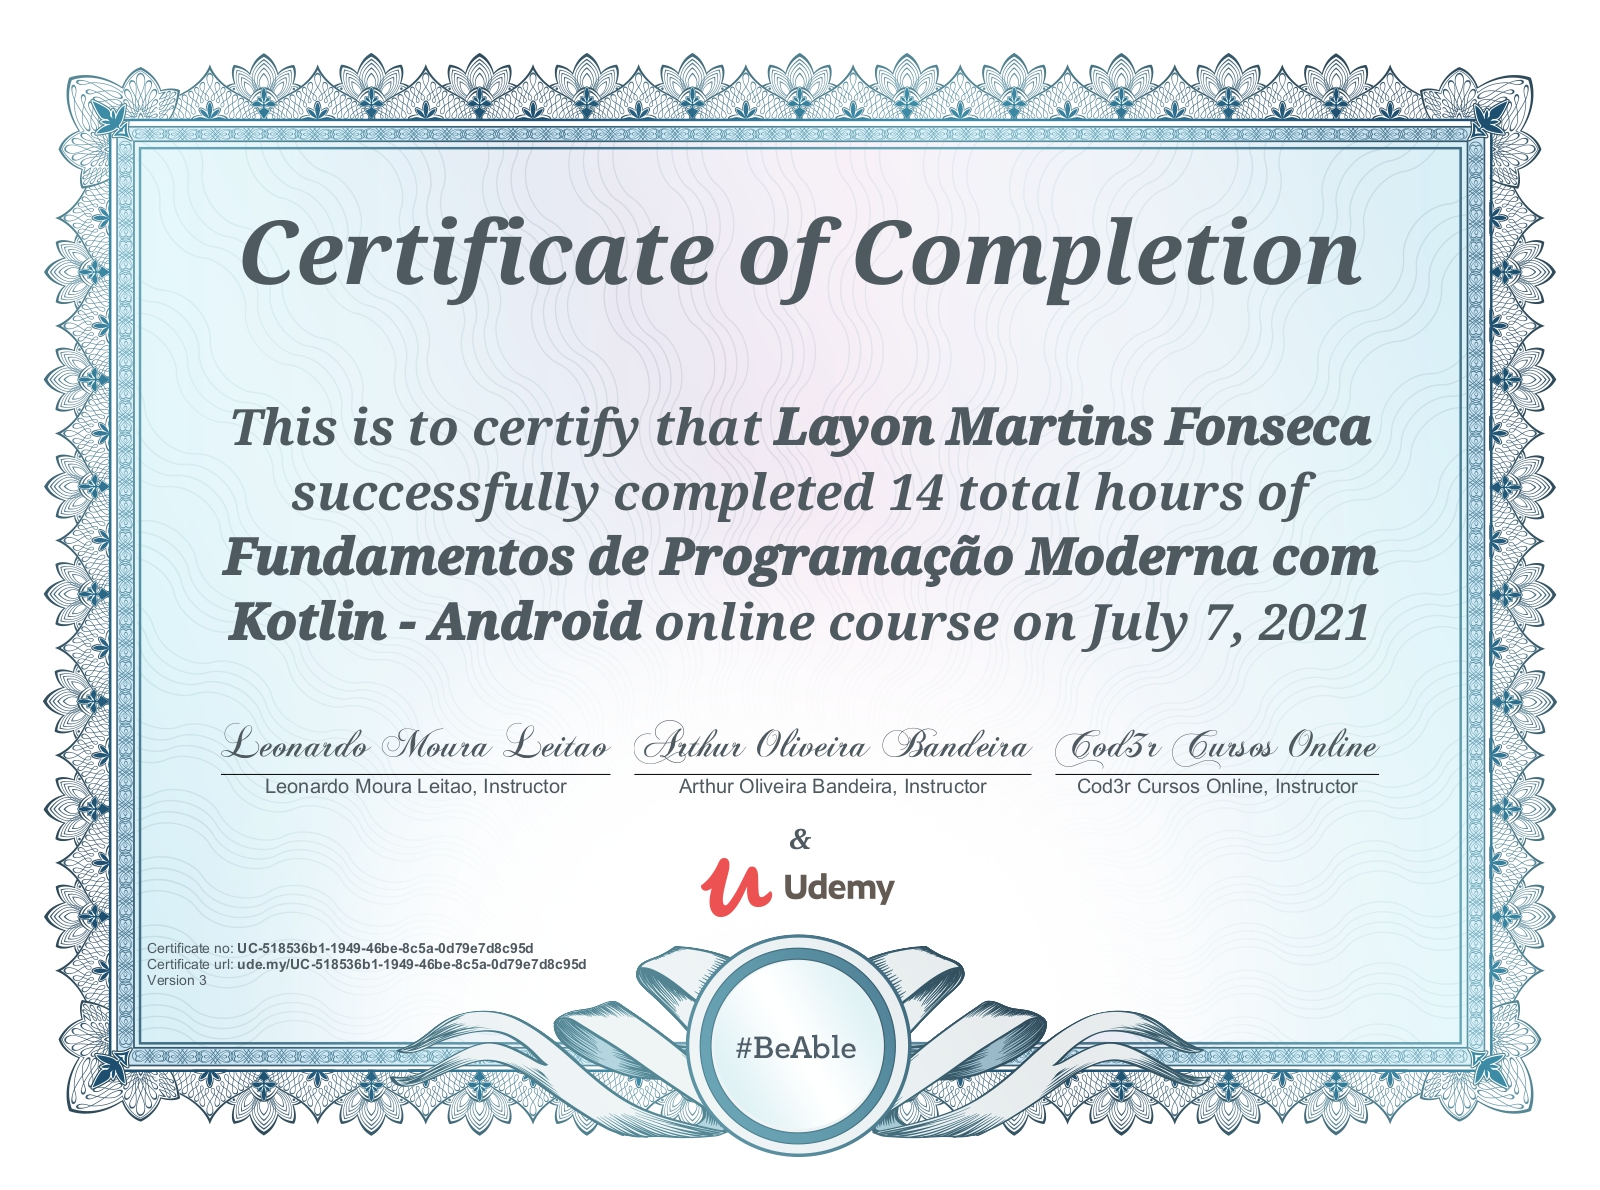 Certificate of Completion
This is to certify that Layon Martins Fonseca
successfully completed 14 total hours of
Fundamentos de Programação Moderna com
Kotlin - Android online course on July 7, 2021
Leonardo Moura Leitao Arthur Oliveira Bandeira Cod3r Cursos Online
Leonardo Moura Leitao, Instructor Arthur Oliveira Bandeira, Instructor Cod3r Cursos Online, Instructor
&
Udemy
Certificate no: UC-518536b1-1949-46be-8c5a-0d79e7d8c95d
Certificate url: ude.my/UC-518536b1-1949-46be-8c5a-0d79e7d8c95d
Version 3
#BeAble